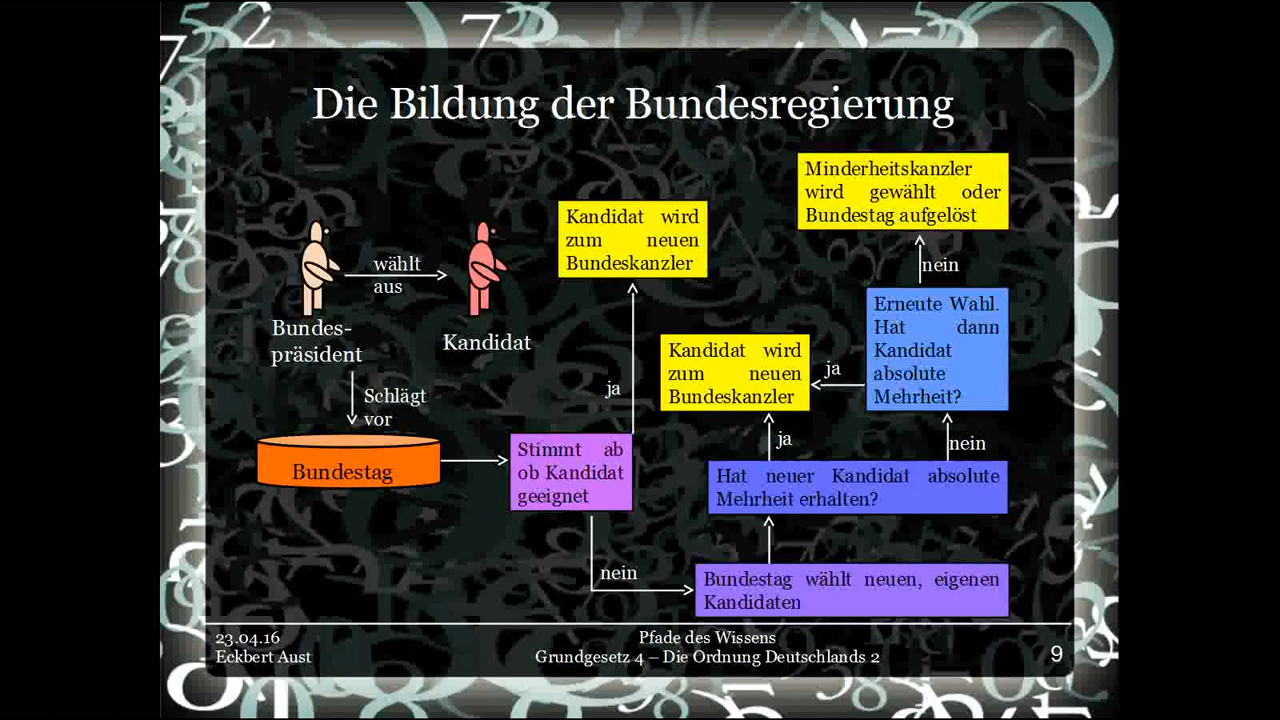 Die Bildung der Bundesregierung
wählt
aus
Bundes-
präsident
Kandidat
Schlägt
vor
Bundestag
Stimmt ab
ob Kandidat
geeignet
ja
Kandidat wird
zum neuen
Bundeskanzler
nein
Bundestag wählt neuen, eigenen
Kandidaten
Hat neuer Kandidat absolute
Mehrheit erhalten?
ja
Kandidat wird
zum neuen
Bundeskanzler
nein
Erneute Wahl.
Hat dann
Kandidat
absolute
Mehrheit?
ja
nein
Minderheitskanzler
wird gewählt oder
Bundestag aufgelöst
23.04.16
Eckbert Aust
Pfade des Wissens
Grundgesetz 4 – Die Ordnung Deutschlands 2
9